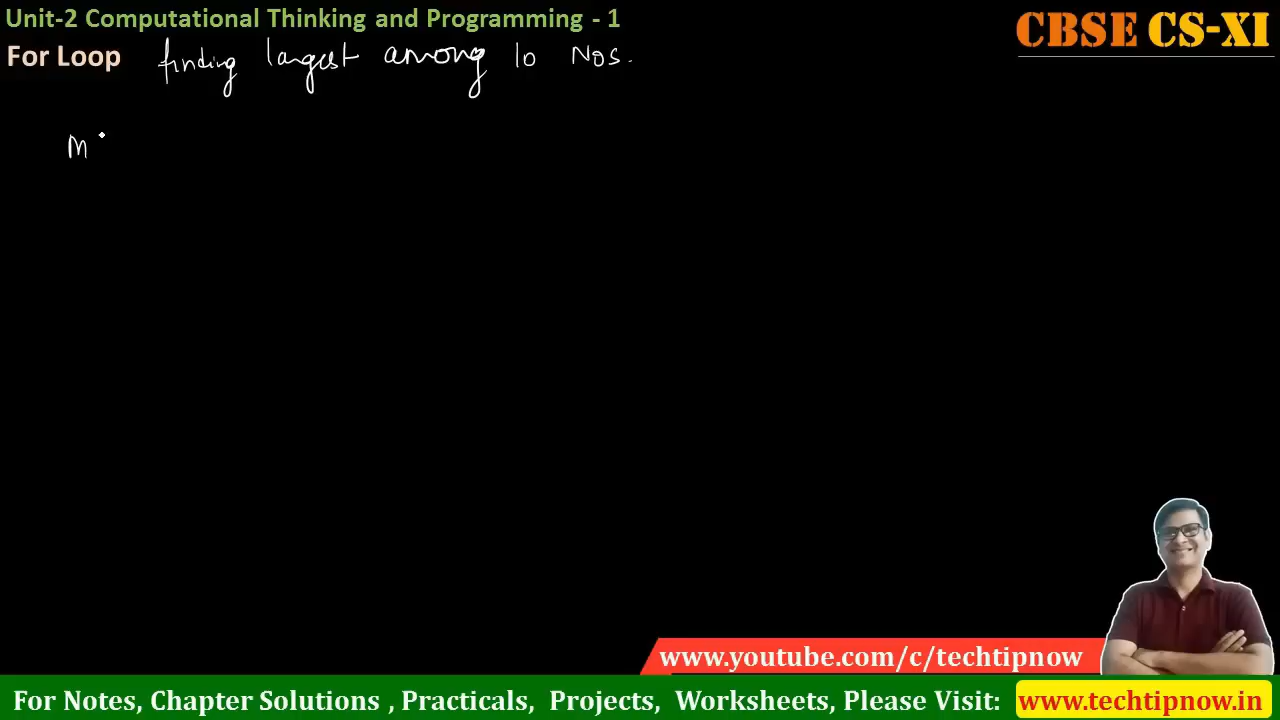 Unit-2 Computational Thinking and Programming - 1
CBSE CS-XI
For Loop finding largest among 10 Nos.
m
www.youtube.com/c/techtipnow
For Notes, Chapter Solutions , Practicals, Projects, Worksheets, Please Visit: www.techtipnow.in